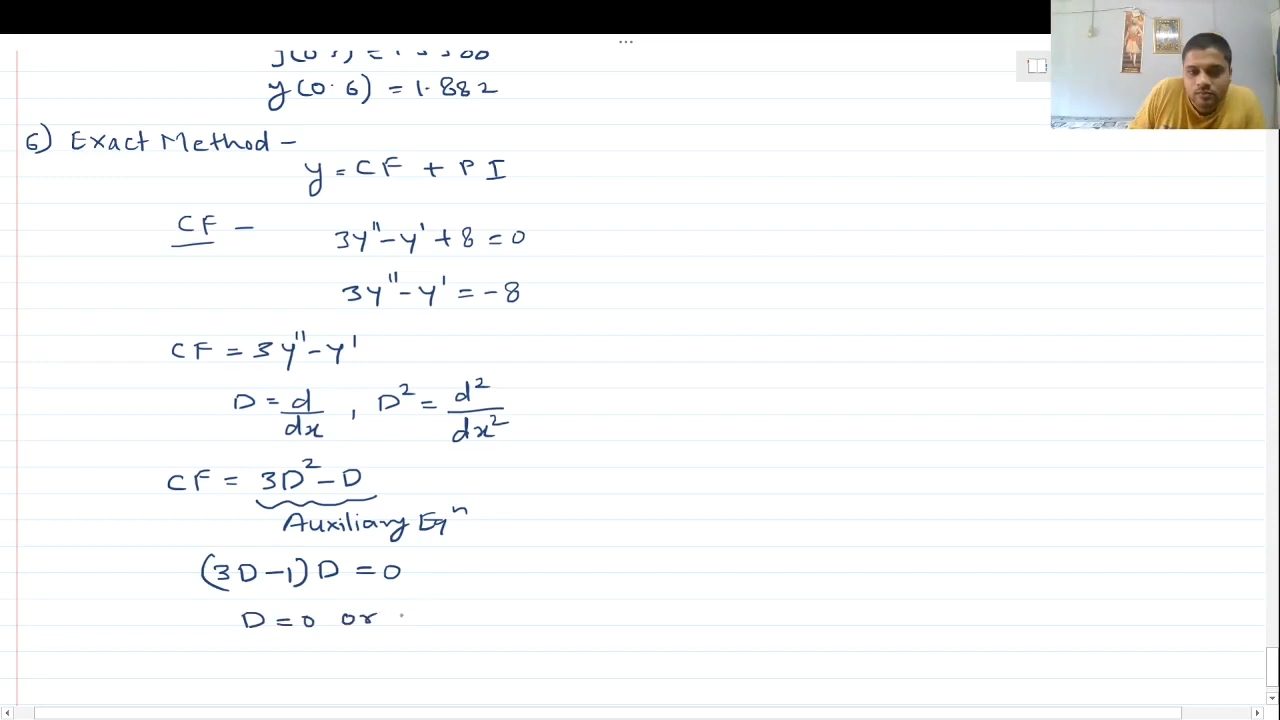 y(0.6) = 1.882
6) Exact Method -
y = CF + PI
CF -
3y'' - y' + 8 = 0
3y'' - y' = -8
CF = 3y'' - y'
D = d/dx , D² = d²/dx²
CF = 3D² - D
Auxiliary Eqⁿ
(3D-1) D = 0
D = 0 or